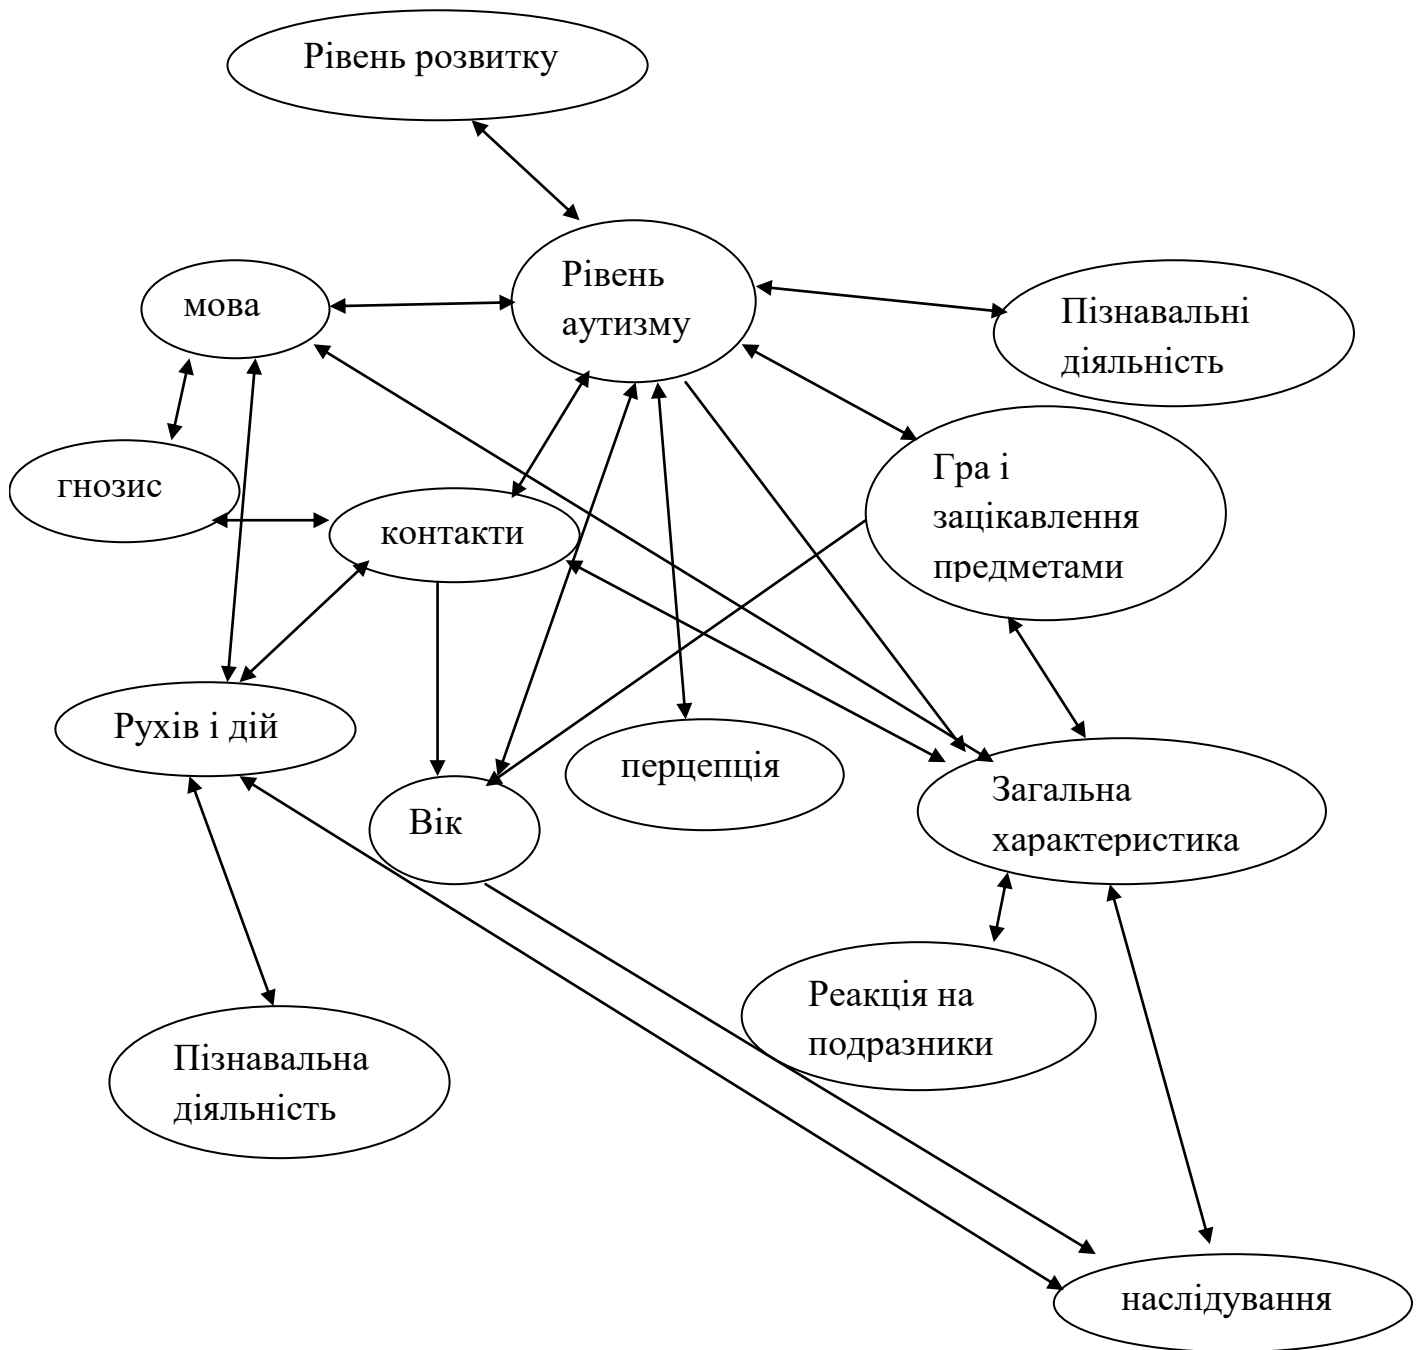 Рівень розвитку
Рівень
аутизму
мова
Пізнавальні
діяльність
гнозис
Гра і
зацікавлення
предметами
контакти
Рухів і дій
перцепція
Вік
Загальна
характеристика
Реакція на
подразники
Пізнавальна
діяльність
наслідування